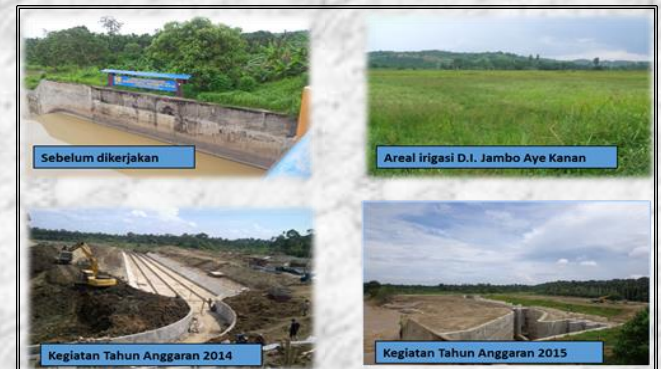 Sebelum dikerjakan
Areal irigasi D.I. Jambo Aye Kanan
Kegiatan Tahun Anggaran 2014
Kegiatan Tahun Anggaran 2015